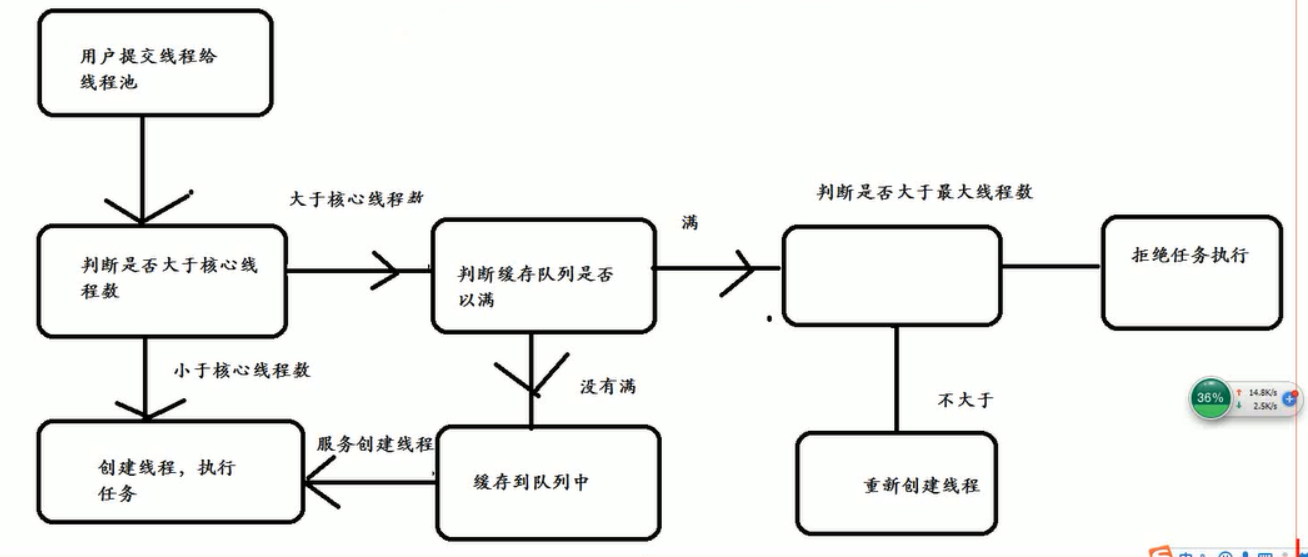 用户提交线程给
线程池
大于核心线程数
满
判断是否大于最大线程数
判断是否大于核心线
程数
判断缓存队列是否
以满
拒绝任务执行
小于核心线程数
没有满
不大于
36%
14.8K/s
2.5K/s
服务创建线程
创建线程，执行
任务
缓存到队列中
重新创建线程
中